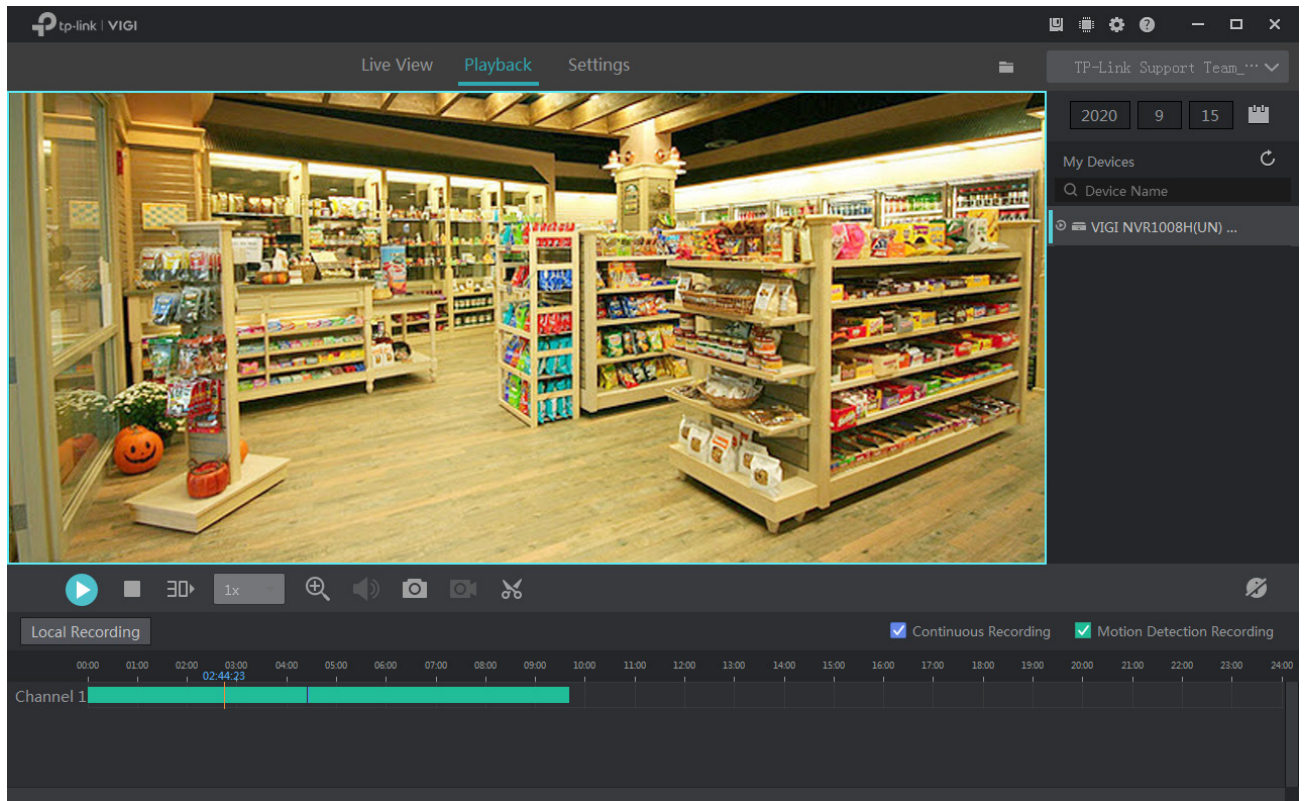 tp-link | VIGI
Live View Playback Settings
TP-Link Support Team_···
2020 9 15
My Devices
Device Name
VIGI NVR1008H(UN) ...
1x
Local Recording
Continuous Recording Motion Detection Recording
00:00 01:00 02:00 03:00 04:00 05:00 06:00 07:00 08:00 09:00 10:00 11:00 12:00 13:00 14:00 15:00 16:00 17:00 18:00 19:00 20:00 21:00 22:00 23:00 24:00
02:44:23
Channel 1